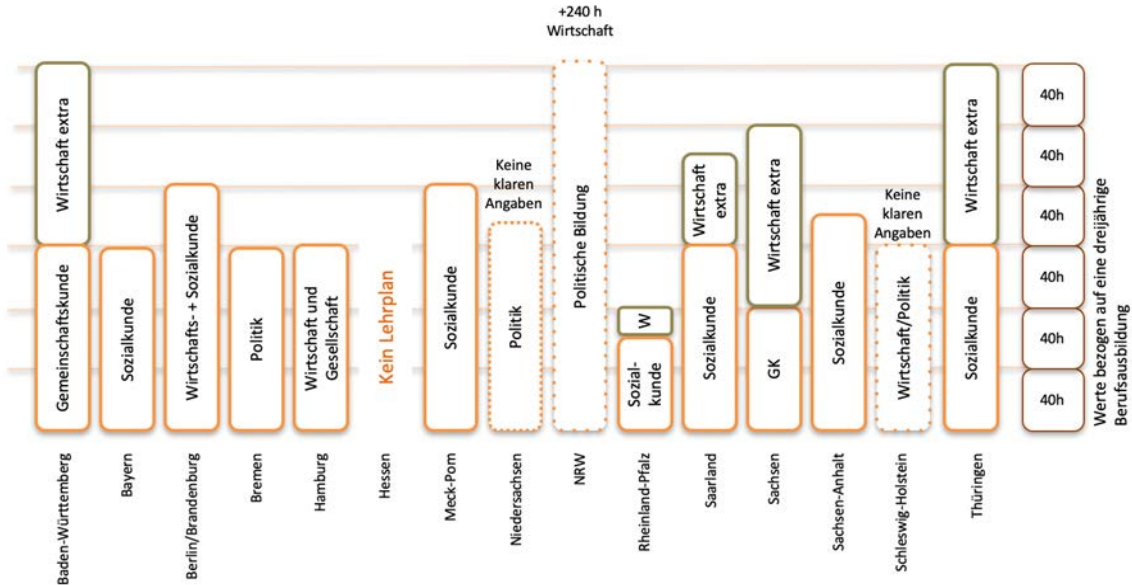 +240 h
Wirtschaft
Wirtschaft extra
Gemeinschaftskunde
Sozialkunde
Wirtschafts- + Sozialkunde
Politik
Wirtschaft und
Gesellschaft
Kein Lehrplan
Sozialkunde
Keine
klaren
Angaben
Politik
Politische Bildung
W
Sozial-
kunde
Wirtschaft
extra
Sozialkunde
Wirtschaft extra
GK
Sozialkunde
Keine
klaren
Angaben
Wirtschaft/Politik
Wirtschaft extra
Sozialkunde
40h
40h
40h
40h
40h
40h
Werte bezogen auf eine dreijährige
Berufsausbildung
Baden-Württemberg
Bayern
Berlin/Brandenburg
Bremen
Hamburg
Hessen
Meck-Pom
Niedersachsen
NRW
Rheinland-Pfalz
Saarland
Sachsen
Sachsen-Anhalt
Schleswig-Holstein
Thüringen